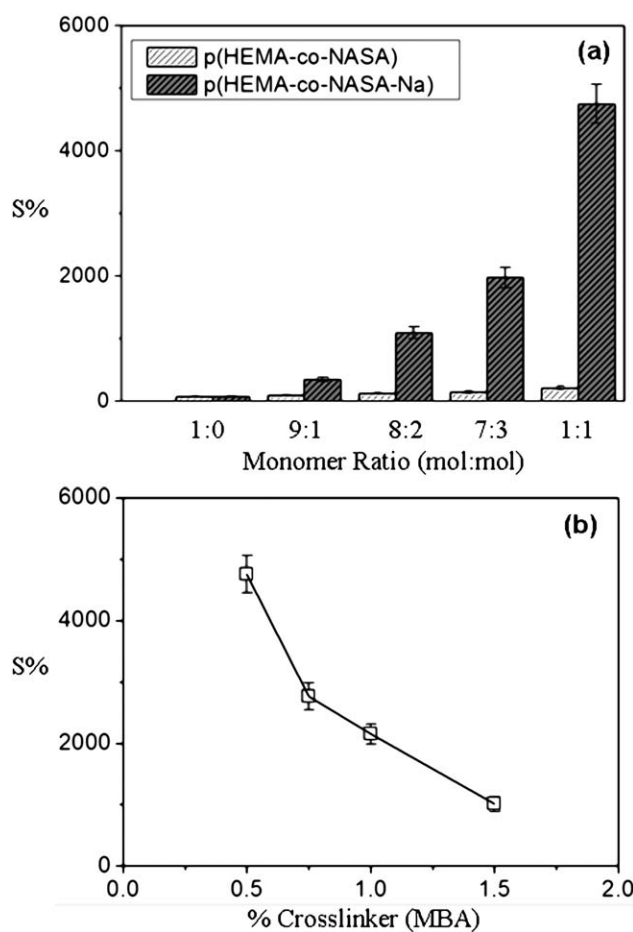 6000
(a)
p(HEMA-co-NASA)
p(HEMA-co-NASA-Na)
4000
S%
2000
0
1:0 9:1 8:2 7:3 1:1
Monomer Ratio (mol:mol)
6000
(b)
4000
S%
2000
0
0.0 0.5 1.0 1.5 2.0
% Crosslinker (MBA)